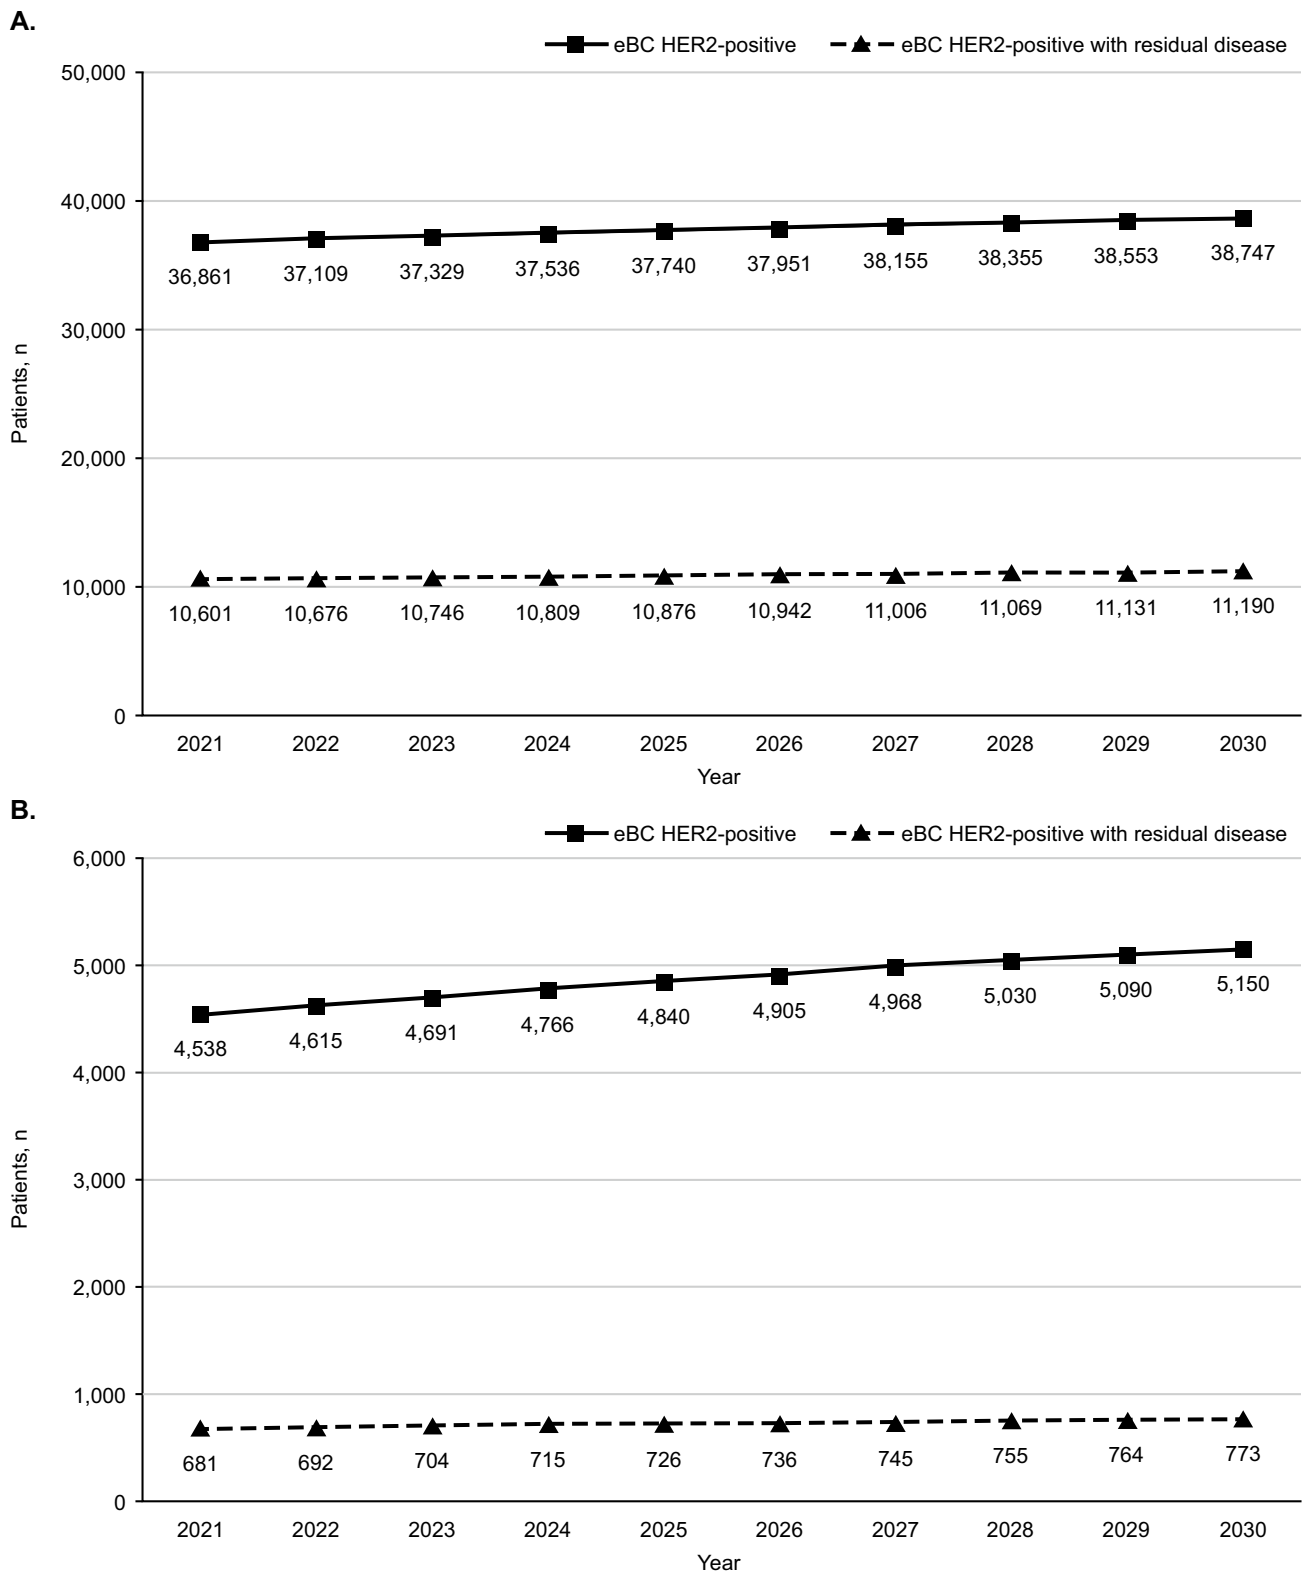 A.
eBC HER2-positive eBC HER2-positive with residual disease
50,000
40,000
36,861 37,109 37,329 37,536 37,740 37,951 38,155 38,355 38,553 38,747
30,000
Patients, n
20,000
10,000
10,601 10,676 10,746 10,809 10,876 10,942 11,006 11,069 11,131 11,190
0
2021 2022 2023 2024 2025 2026 2027 2028 2029 2030
Year
B.
eBC HER2-positive eBC HER2-positive with residual disease
6,000
5,000
4,538 4,615 4,691 4,766 4,840 4,905 4,968 5,030 5,090 5,150
4,000
Patients, n
3,000
2,000
1,000
681 692 704 715 726 736 745 755 764 773
0
2021 2022 2023 2024 2025 2026 2027 2028 2029 2030
Year